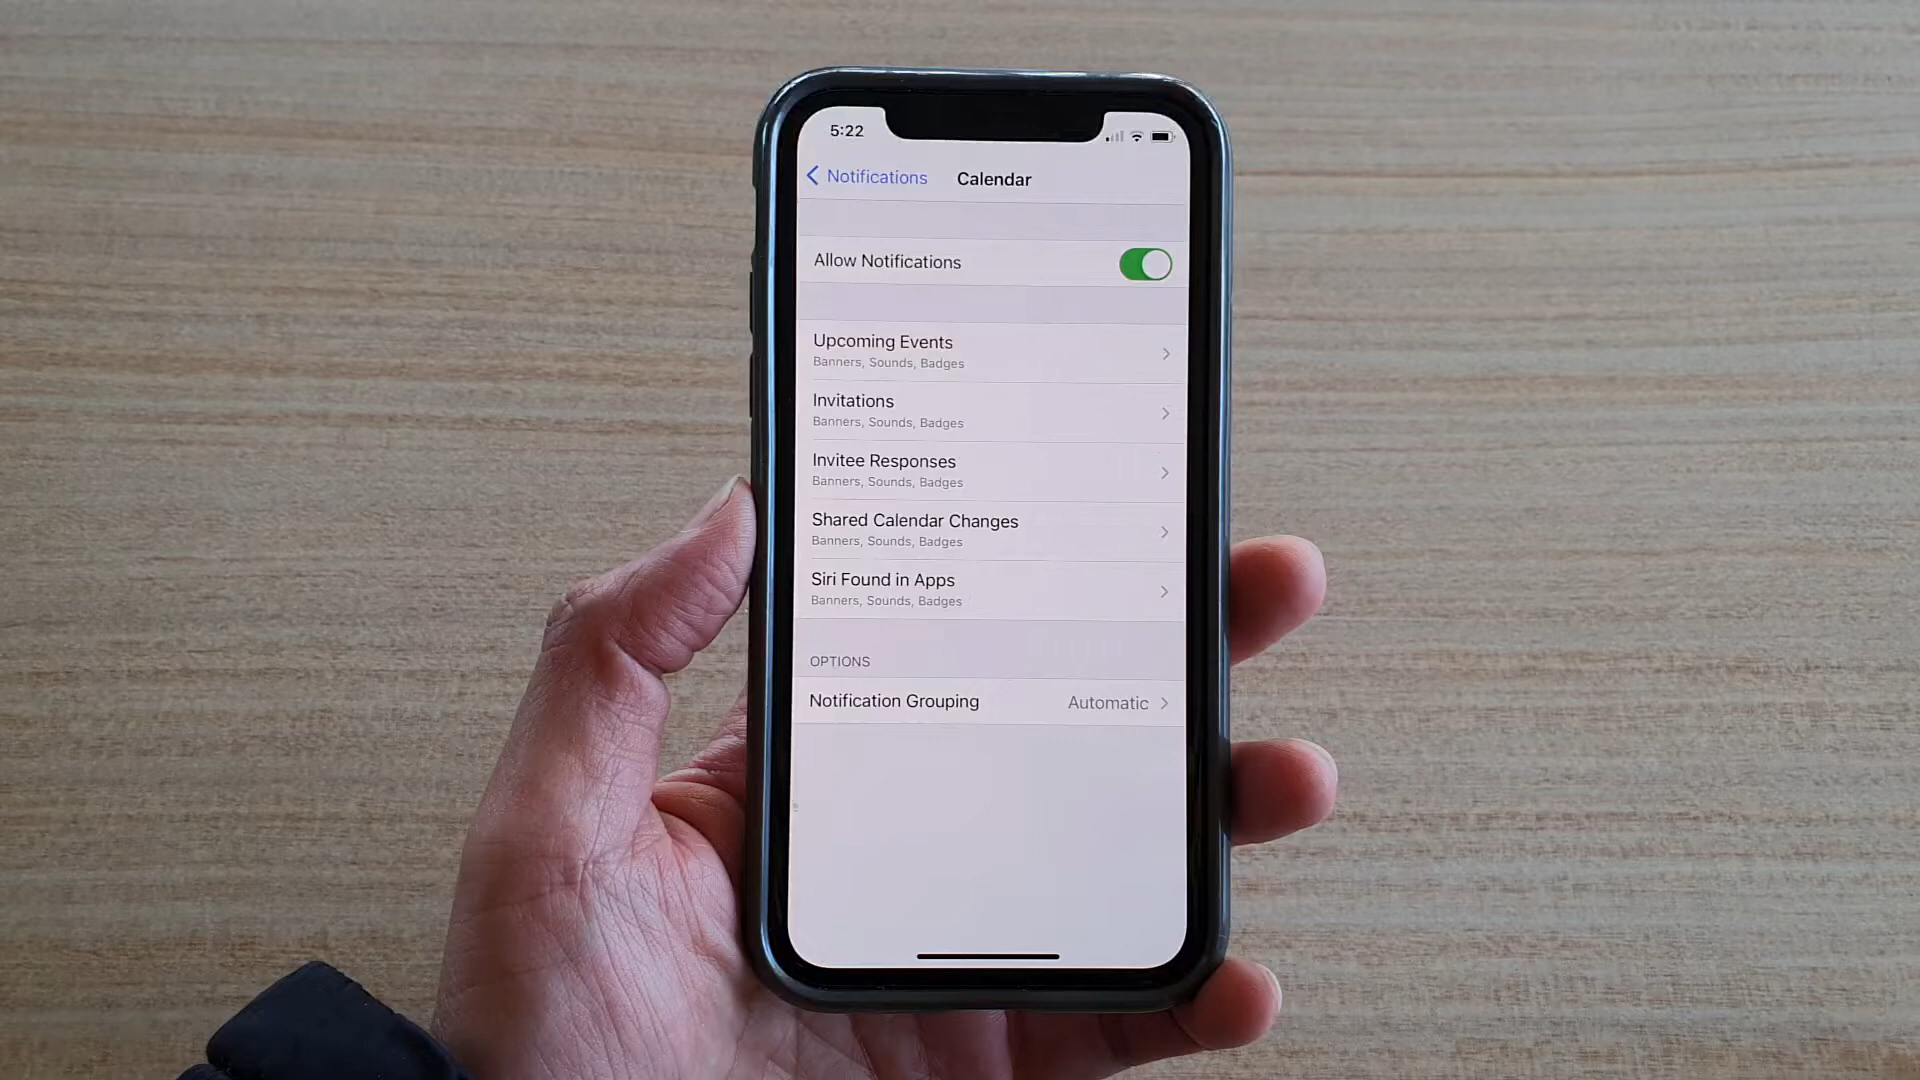 5:22
Notifications
Calendar
Allow Notifications
Upcoming Events
Banners, Sounds, Badges
Invitations
Banners, Sounds, Badges
Invitee Responses
Banners, Sounds, Badges
Shared Calendar Changes
Banners, Sounds, Badges
Siri Found in Apps
Banners, Sounds, Badges
OPTIONS
Notification Grouping Automatic